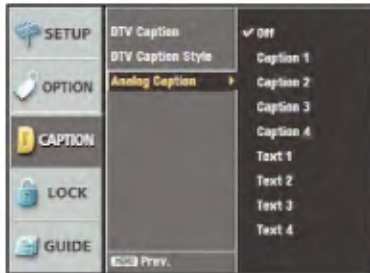 SETUP
OPTION
CAPTION
LOCK
GUIDE
DTV Caption
DTV Caption Style
Analog Caption
Prev.
Off
Caption 1
Caption 2
Caption 3
Caption 4
Text 1
Text 2
Text 3
Text 4